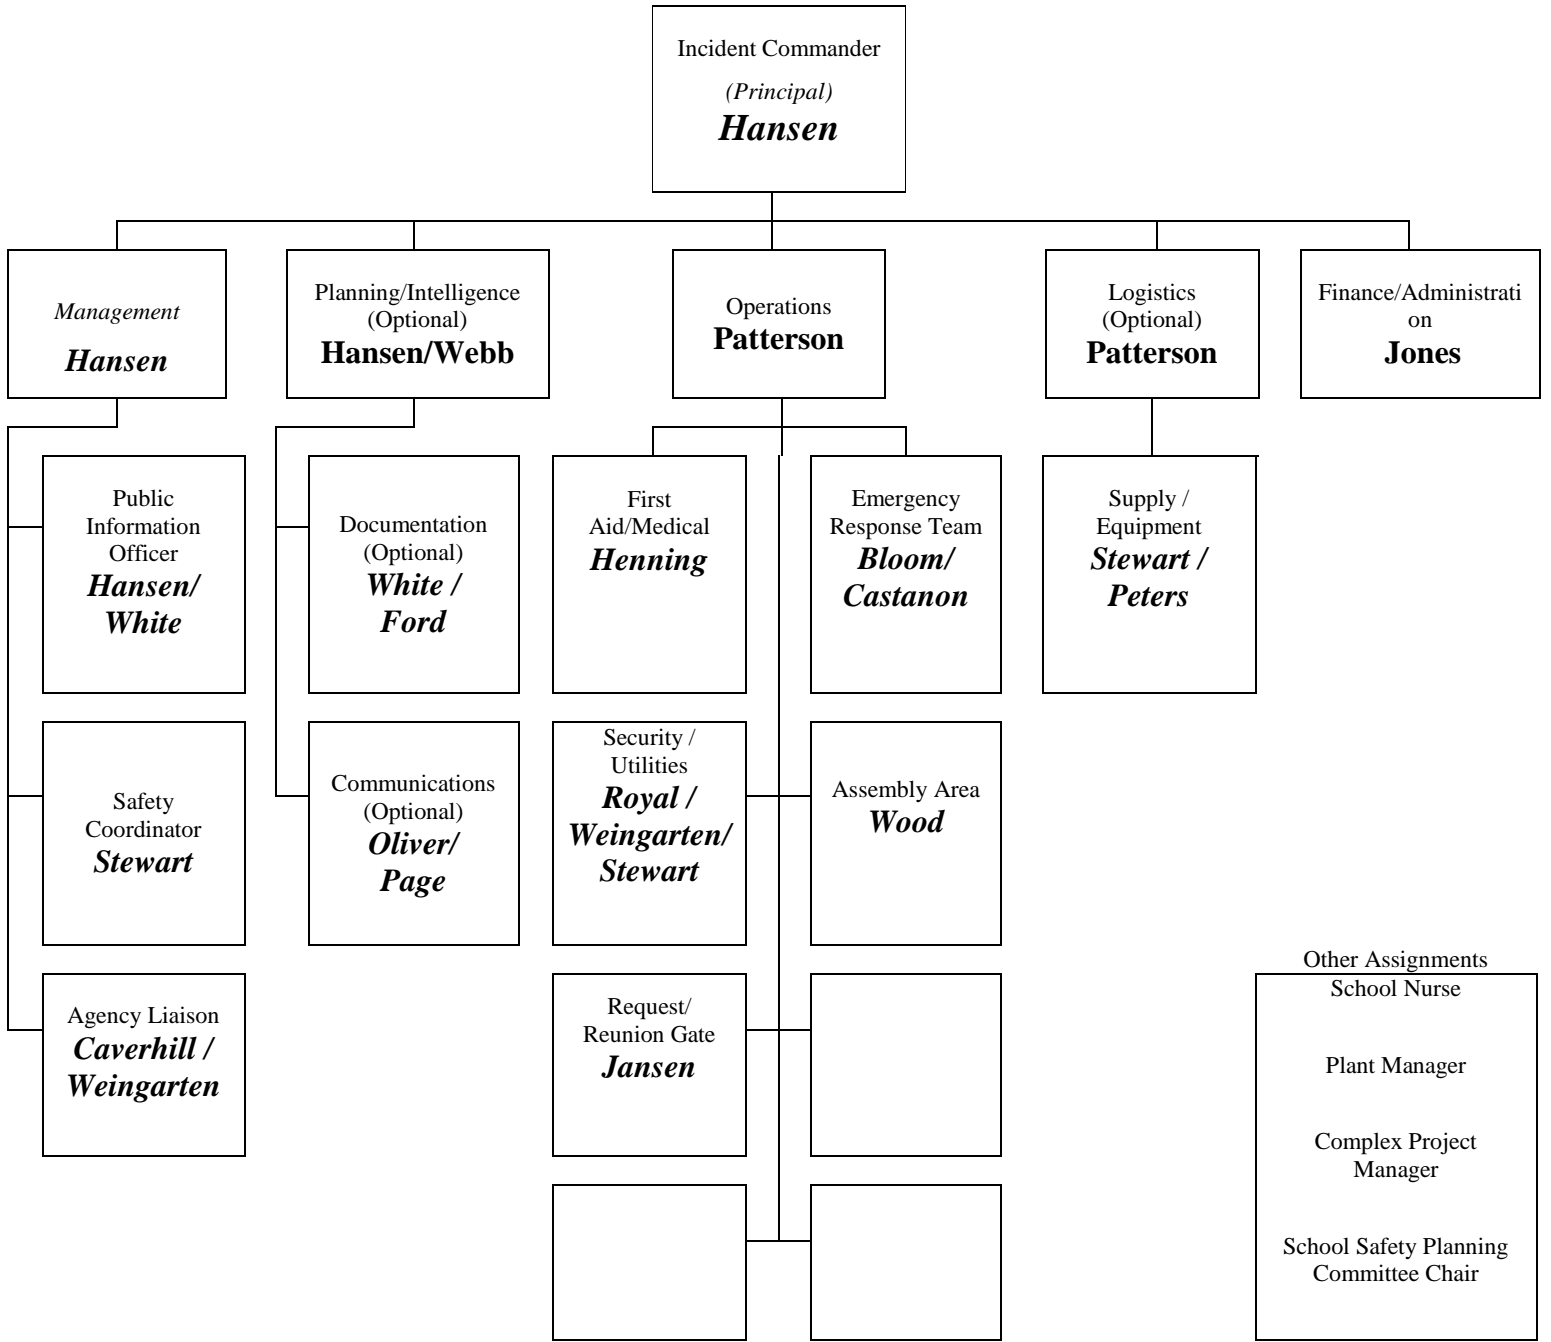 Incident Commander
(Principal)
Hansen
Management
Hansen
Planning/Intelligence
(Optional)
Hansen/Webb
Operations
Patterson
Logistics
(Optional)
Patterson
Finance/Administrati
on
Jones
Public
Information
Officer
Hansen/
White
Documentation
(Optional)
White /
Ford
First
Aid/Medical
Henning
Emergency
Response Team
Bloom/
Castanon
Supply /
Equipment
Stewart /
Peters
Safety
Coordinator
Stewart
Communications
(Optional)
Oliver/
Page
Security /
Utilities
Royal /
Weingarten/
Stewart
Assembly Area
Wood
Agency Liaison
Caverhill /
Weingarten
Request/
Reunion Gate
Jansen
Other Assignments
School Nurse
Plant Manager
Complex Project
Manager
School Safety Planning
Committee Chair